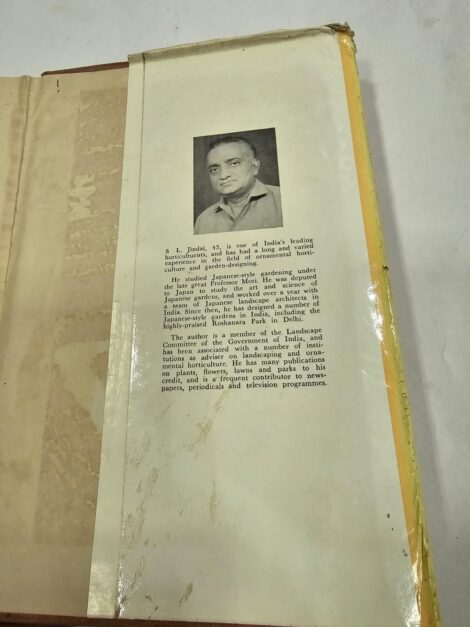 S L. Jindal, 45, is one of India's leading
horticulturists, and has had a long and varied
experience in the field of ornamental horti-
culture and garden-designing.
He studied Japanese-style gardening under
the late great Professor Mori. He was deputed
to Japan to study the art and science of
Japanese gardens, and worked over a year with
a team of Japanese landscape architects in
India. Since then, he has designed a number of
Japanese-style gardens in India, including the
highly-praised Roshanara Park in Delhi.
The author is a member of the Landscape
Committee of the Government of India, and
has been associated with a number of insti-
tutions as adviser on landscaping and orna-
mental horticulture. He has many publications
on plants, flowers, lawns and parks to his
credit, and is a frequent contributor to news-
papers, periodicals and television programmes.